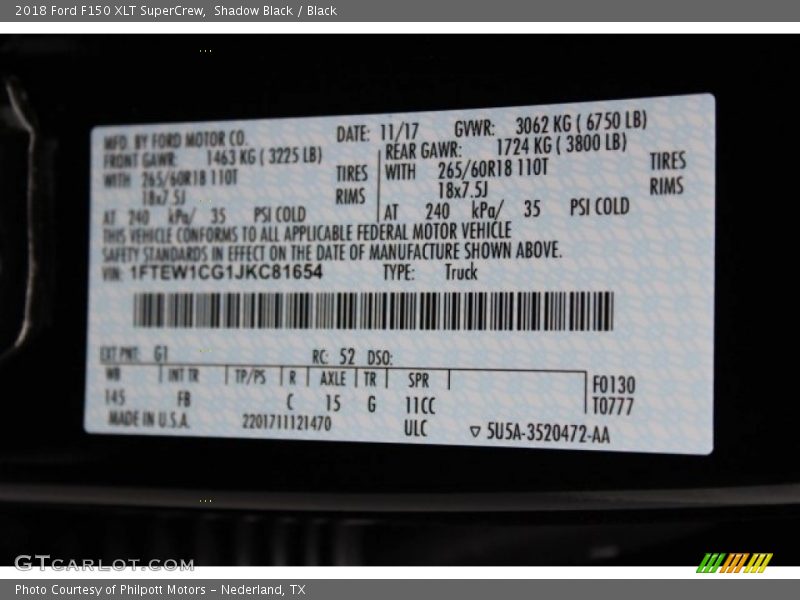 2018 Ford F150 XLT SuperCrew, Shadow Black / Black
MFD. BY FORD MOTOR CO.
DATE: 11/17
GVWR: 3062 KG ( 6750 LB)
FRONT GAWR: 1463 KG ( 3225 LB)
REAR GAWR: 1724 KG ( 3800 LB)
WITH 265/60R18 110T TIRES
WITH 265/60R18 110T TIRES
18x7.5J RIMS
18x7.5J RIMS
AT 240 kPa/ 35 PSI COLD
AT 240 kPa/ 35 PSI COLD
THIS VEHICLE CONFORMS TO ALL APPLICABLE FEDERAL MOTOR VEHICLE
SAFETY STANDARDS IN EFFECT ON THE DATE OF MANUFACTURE SHOWN ABOVE.
VIN: 1FTEW1CG1JKC81654 TYPE: Truck
EXT PNT: G1 RC: 52 DSO:
WB INT TR TP/PS R AXLE TR SPR
F0130
145 FB C 15 G 11CC
T0777
MADE IN U.S.A. 2201711121470 ULC ▽ 5U5A-3520472-AA
GTCARLOT.COM
Photo Courtesy of Philpott Motors – Nederland, TX